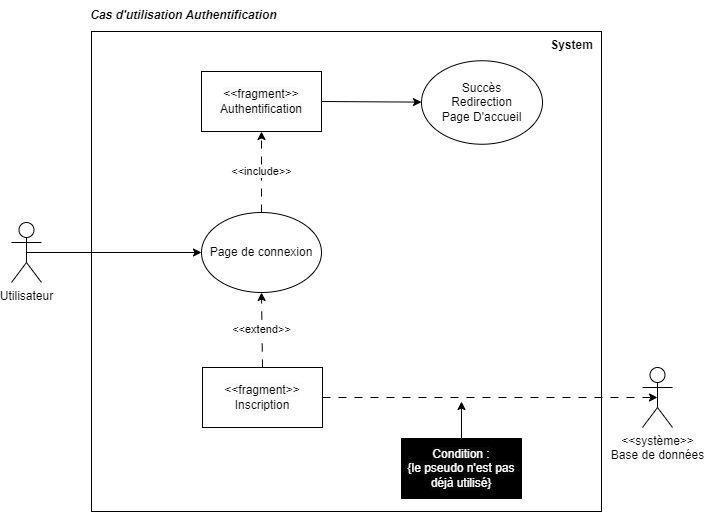 Cas d'utilisation Authentification
System
<<fragment>>
Authentification
Succès
Redirection
Page D'accueil
<<include>>
Page de connexion
Utilisateur
<<extend>>
<<fragment>>
Inscription
Condition :
{le pseudo n'est pas
déjà utilisé}
<<système>>
Base de données